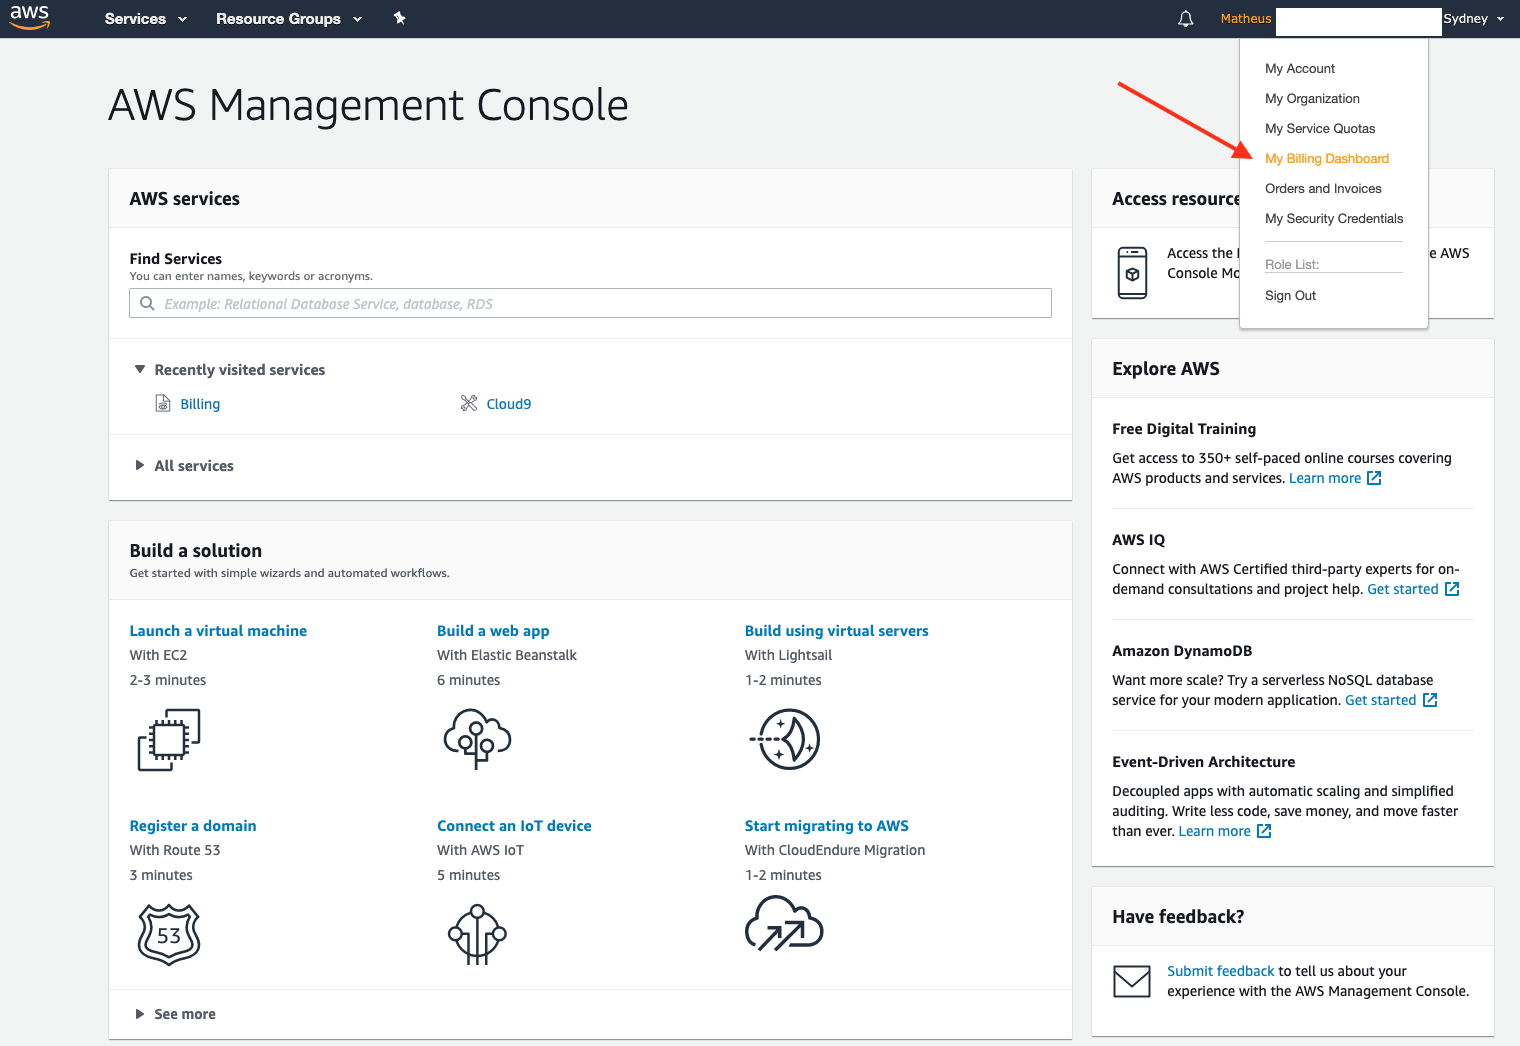 aws
Services
Resource Groups
Matheus
Sydney
My Account
My Organization
My Service Quotas
My Billing Dashboard
Orders and Invoices
My Security Credentials
Role List:
Sign Out
AWS Management Console
AWS services
Find Services
You can enter names, keywords or acronyms.
Example: Relational Database Service, database, RDS
Recently visited services
Billing
Cloud9
All services
Build a solution
Get started with simple wizards and automated workflows.
Launch a virtual machine
With EC2
2-3 minutes
Build a web app
With Elastic Beanstalk
6 minutes
Build using virtual servers
With Lightsail
1-2 minutes
Register a domain
With Route 53
3 minutes
53
Connect an IoT device
With AWS IoT
5 minutes
Start migrating to AWS
With CloudEndure Migration
1-2 minutes
See more
Access resource
Access the
e AWS
Console Mo
Explore AWS
Free Digital Training
Get access to 350+ self-paced online courses covering
AWS products and services. Learn more
AWS IQ
Connect with AWS Certified third-party experts for on-
demand consultations and project help. Get started
Amazon DynamoDB
Want more scale? Try a serverless NoSQL database
service for your modern application. Get started
Event-Driven Architecture
Decoupled apps with automatic scaling and simplified
auditing. Write less code, save money, and move faster
than ever. Learn more
Have feedback?
Submit feedback to tell us about your
experience with the AWS Management Console.